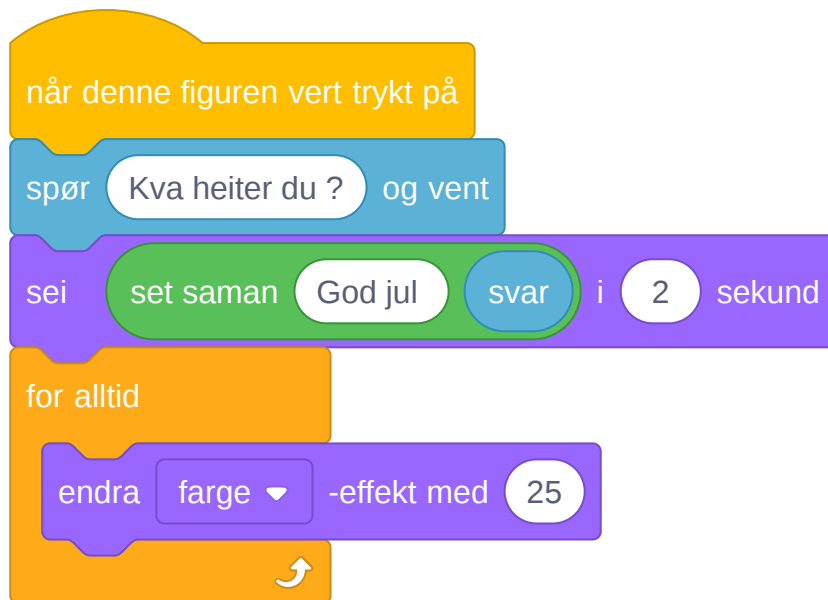 når denne figuren vert trykt på
spør Kva heiter du ? og vent
sei set saman God jul svar i 2 sekund
for alltid
endra farge -effekt med 25